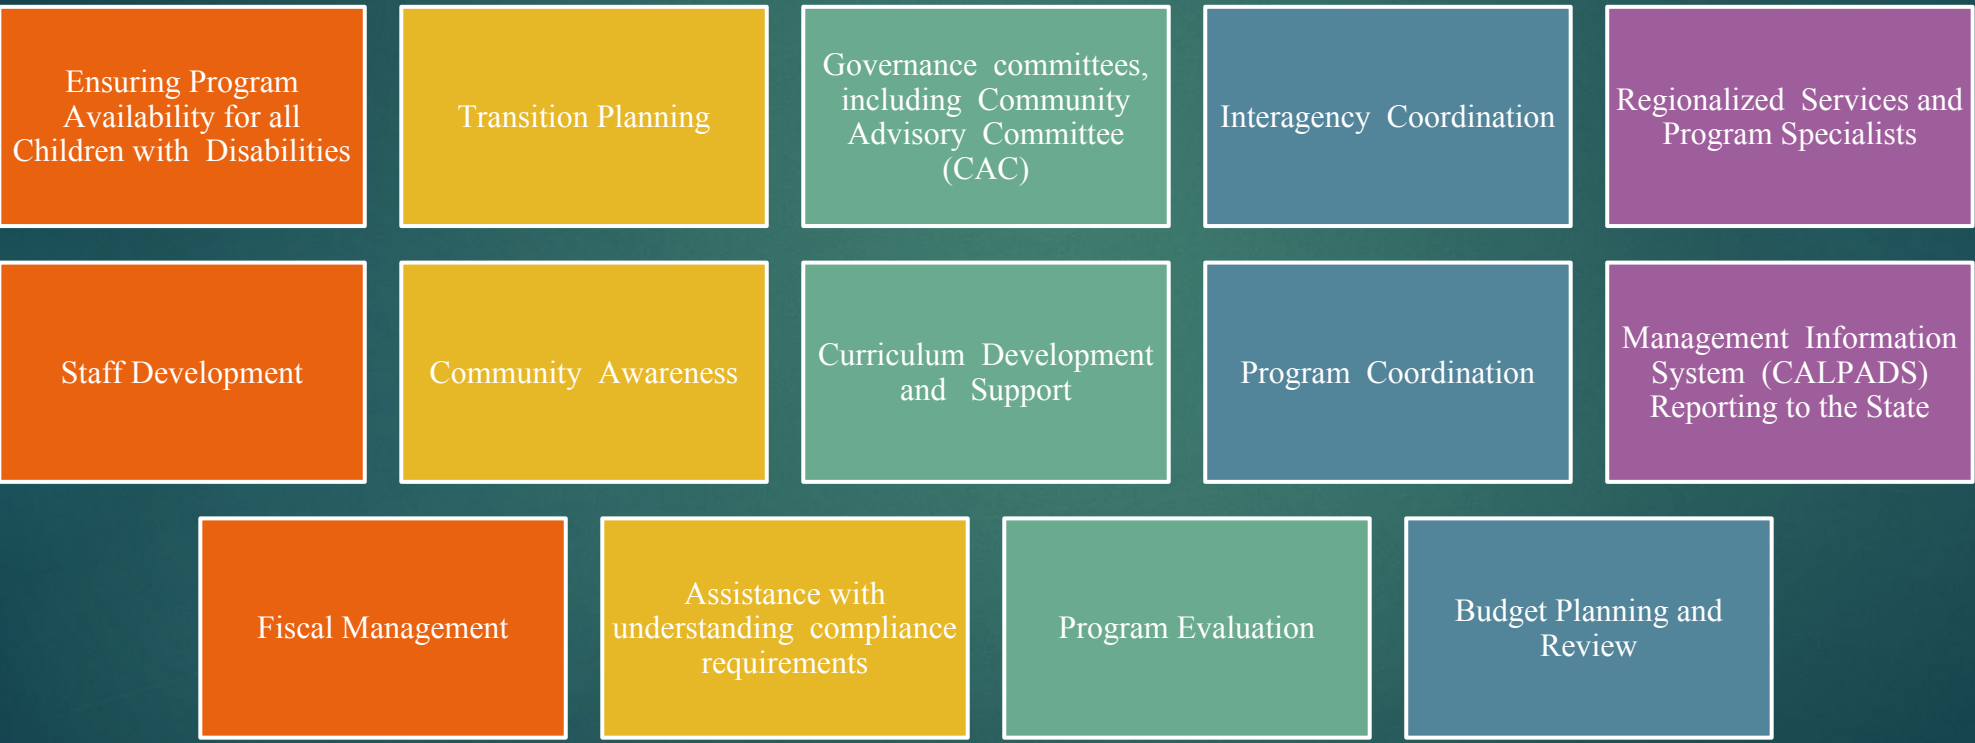 Ensuring Program
Availability for all
Children with Disabilities
Transition Planning
Governance committees,
including Community
Advisory Committee
(CAC)
Interagency Coordination
Regionalized Services and
Program Specialists
Staff Development
Community Awareness
Curriculum Development
and Support
Program Coordination
Management Information
System (CALPADS)
Reporting to the State
Fiscal Management
Assistance with
understanding compliance
requirements
Program Evaluation
Budget Planning and
Review